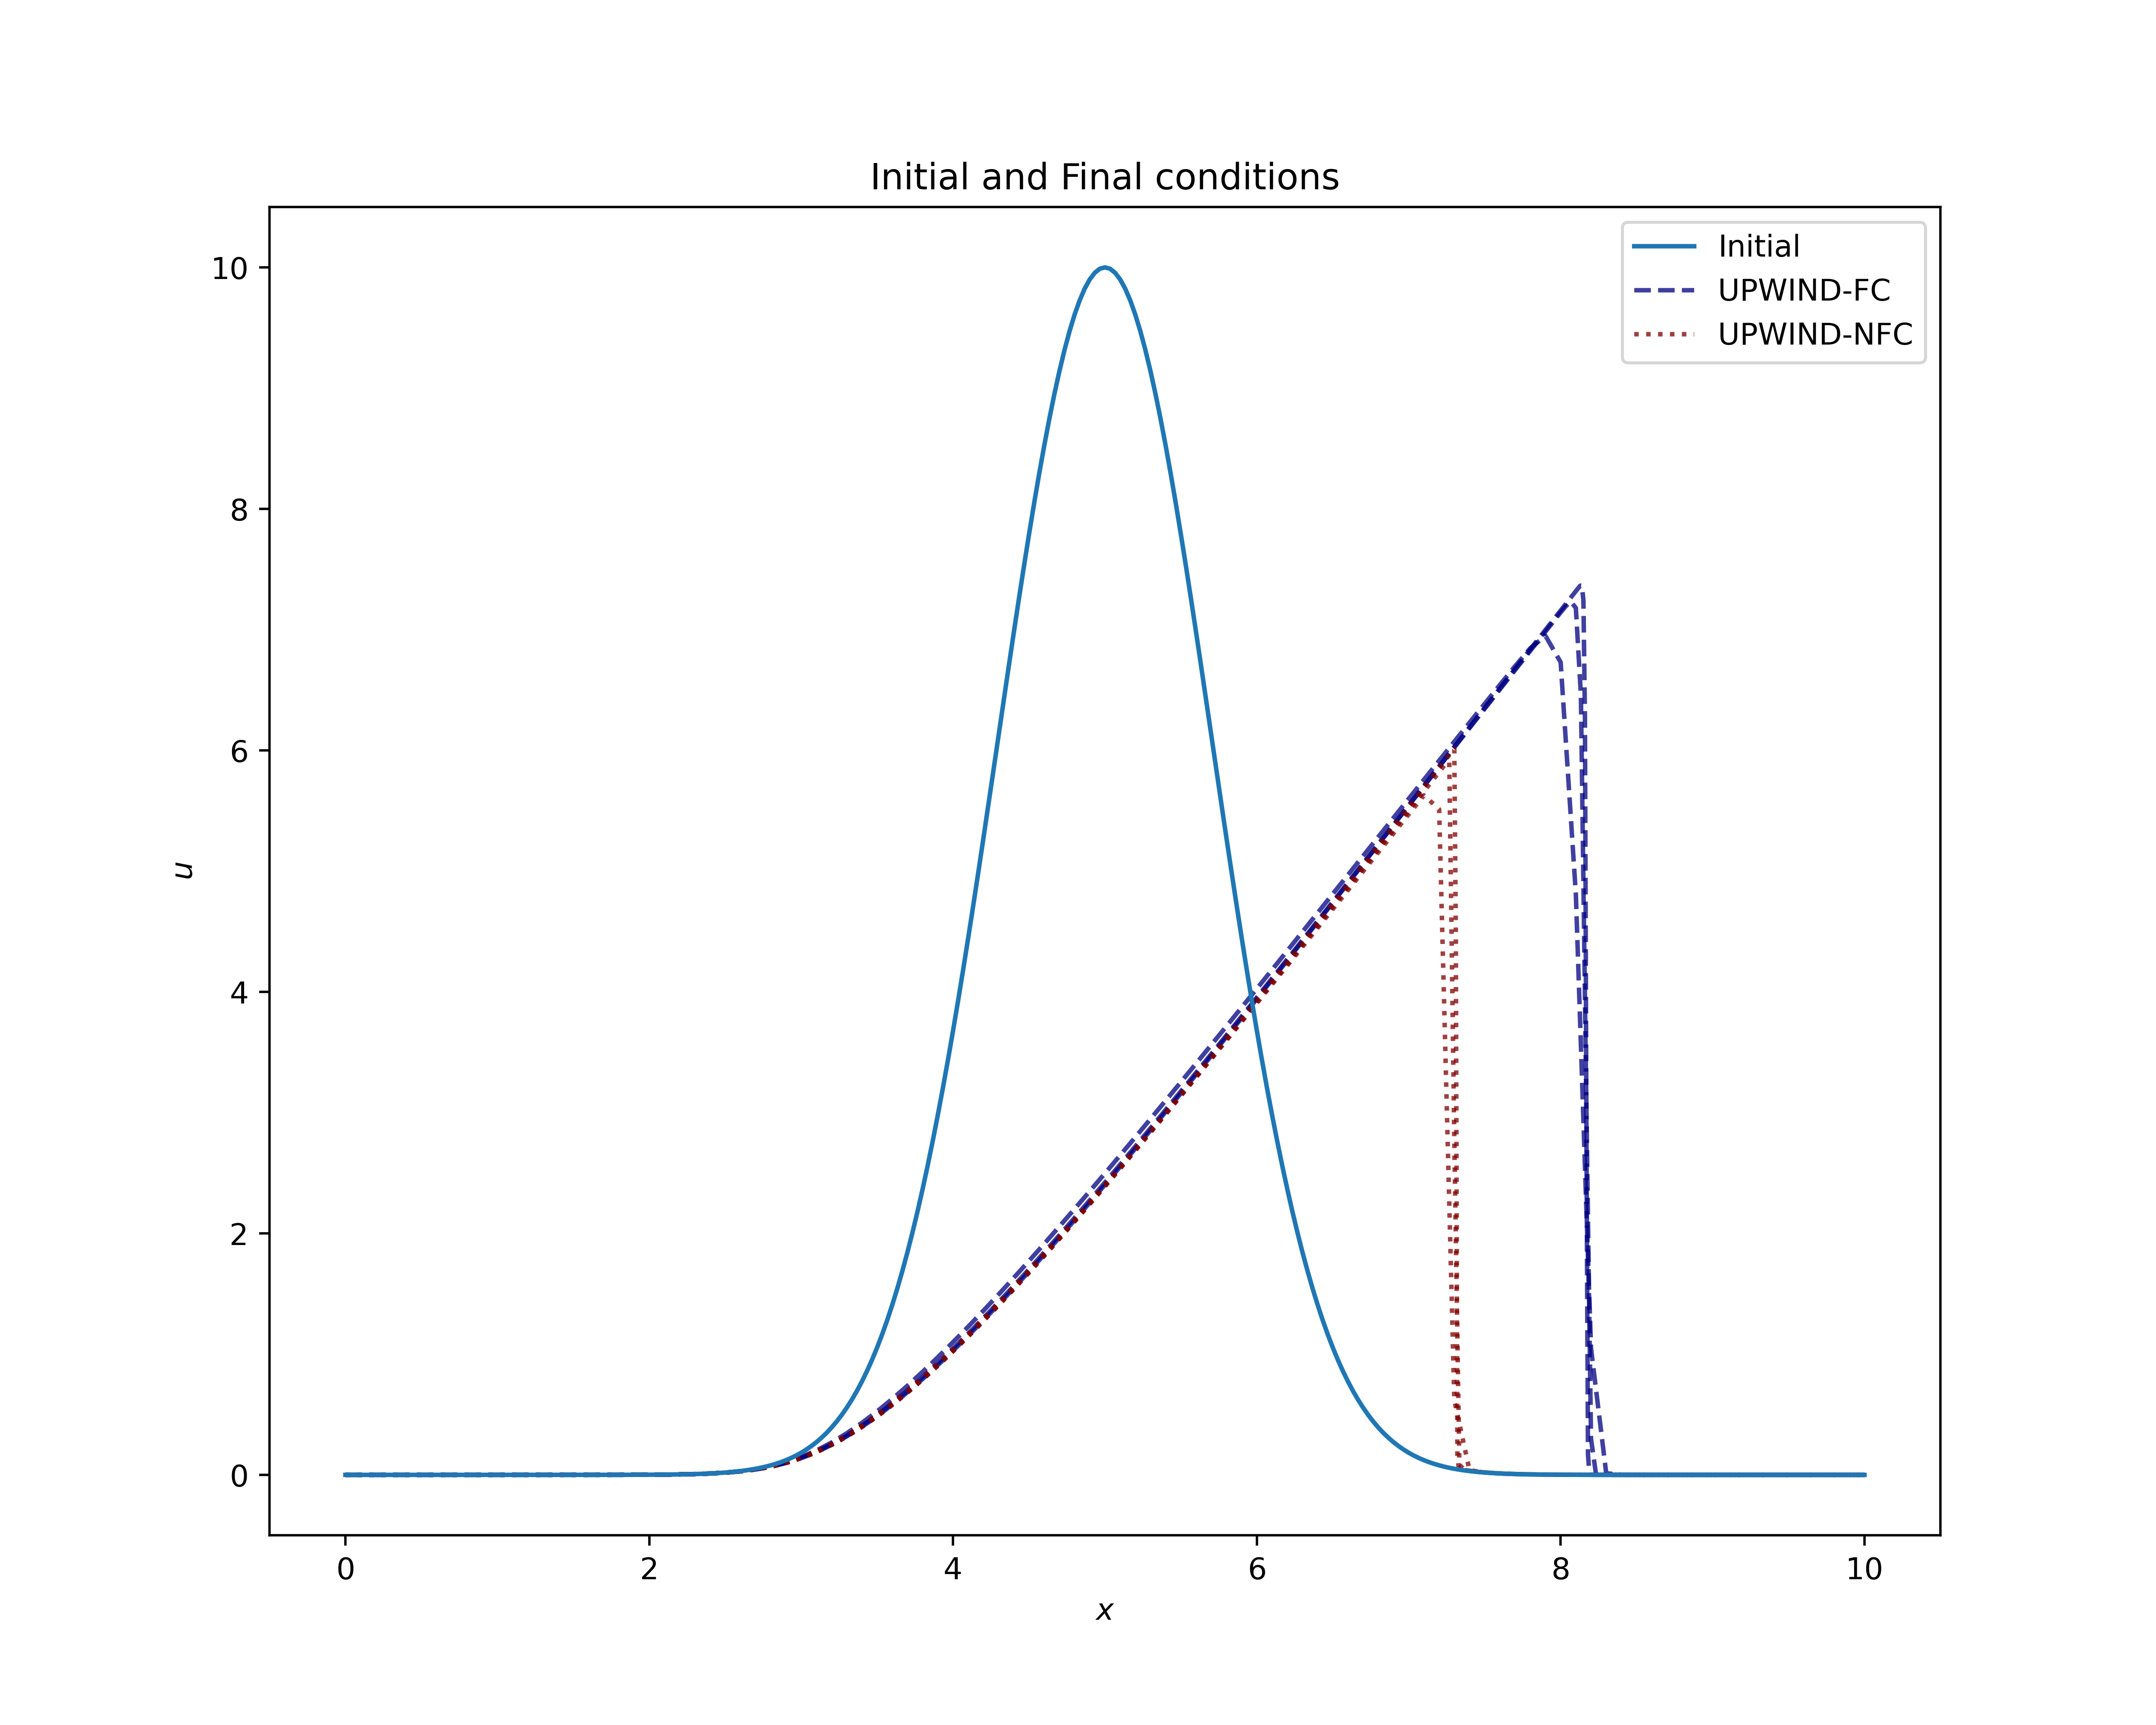 Initial and Final conditions
Initial
UPWIND-FC
UPWIND-NFC
10
8
6
4
2
0
u
0 2 4 6 8 10
x